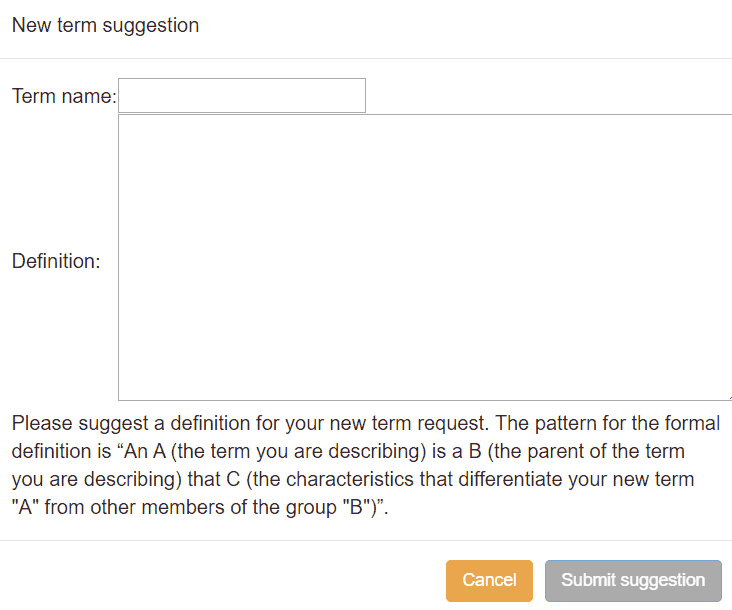 New term suggestion
Term name:
Definition:
Please suggest a definition for your new term request. The pattern for the formal
definition is “An A (the term you are describing) is a B (the parent of the term
you are describing) that C (the characteristics that differentiate your new term
"A" from other members of the group "B")”.
Cancel Submit suggestion